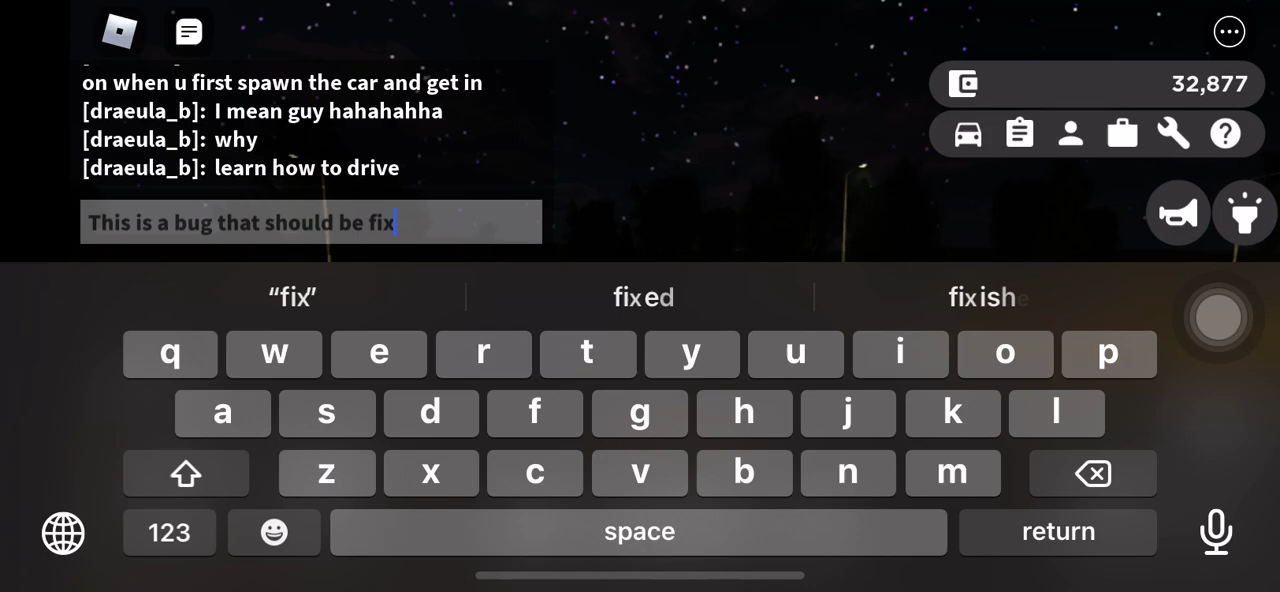 on when u first spawn the car and get in
[draeula_b]: I mean guy hahahahha
[draeula_b]: why
[draeula_b]: learn how to drive
32,877
This is a bug that should be fix
“fix” fixed fixish
q w e r t y u i o p
a s d f g h j k l
z x c v b n m
123 space return